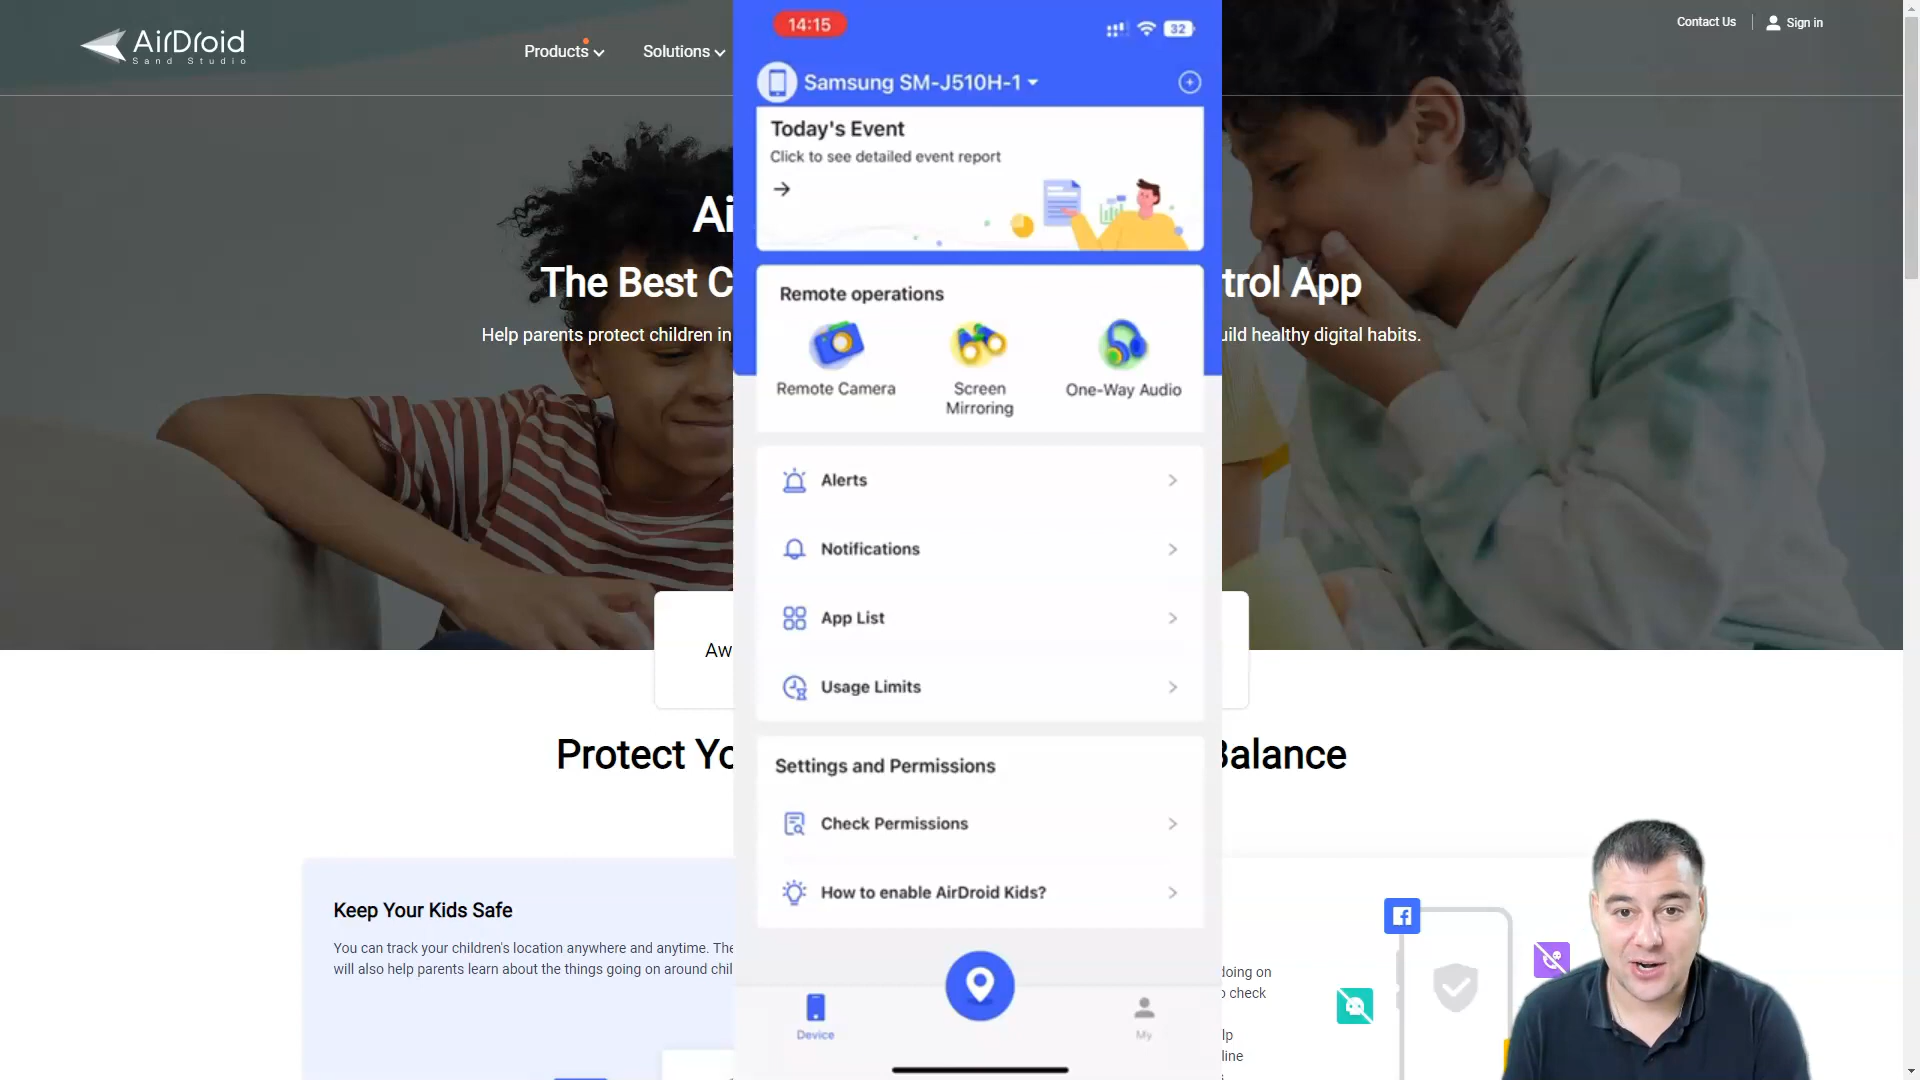 AirDroid
Sand Studio
Products
Solutions
Contact Us
Sign in
Ai
The Best C
trol App
Help parents protect children in
uild healthy digital habits.
Aw
Protect Yo
Balance
Keep Your Kids Safe
You can track your children's location anywhere and anytime. The
will also help parents learn about the things going on around chil
doing on
o check
lp
line
14:15
32
Samsung SM-J510H-1
Today's Event
Click to see detailed event report
Remote operations
Remote Camera
Screen
Mirroring
One-Way Audio
Alerts
Notifications
App List
Usage Limits
Settings and Permissions
Check Permissions
How to enable AirDroid Kids?
Device
My